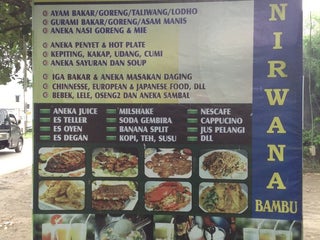 AYAM BAKAR/GORENG/TALIWANG/LODHO
GURAMI BAKAR/GORENG/ASAM MANIS
ANEKA NASI GORENG & MIE
ANEKA PENYET & HOT PLATE
KEPITING, KAKAP, UDANG, CUMI
ANEKA SAYURAN DAN SOUP
IGA BAKAR & ANEKA MASAKAN DAGING
CHINNESE, EUROPEAN & JAPANESE FOOD, DLL
BEBEK, LELE, OSENG2 DAN ANEKA SAMBAL
ANEKA JUICE
ES TELLER
ES OYEN
ES DEGAN
MILSHAKE
SODA GEMBIRA
BANANA SPLIT
KOPI, TEH, SUSU
NESCAFE
CAPPUCINO
JUS PELANGI
DLL
NIRWANA
BAMBU